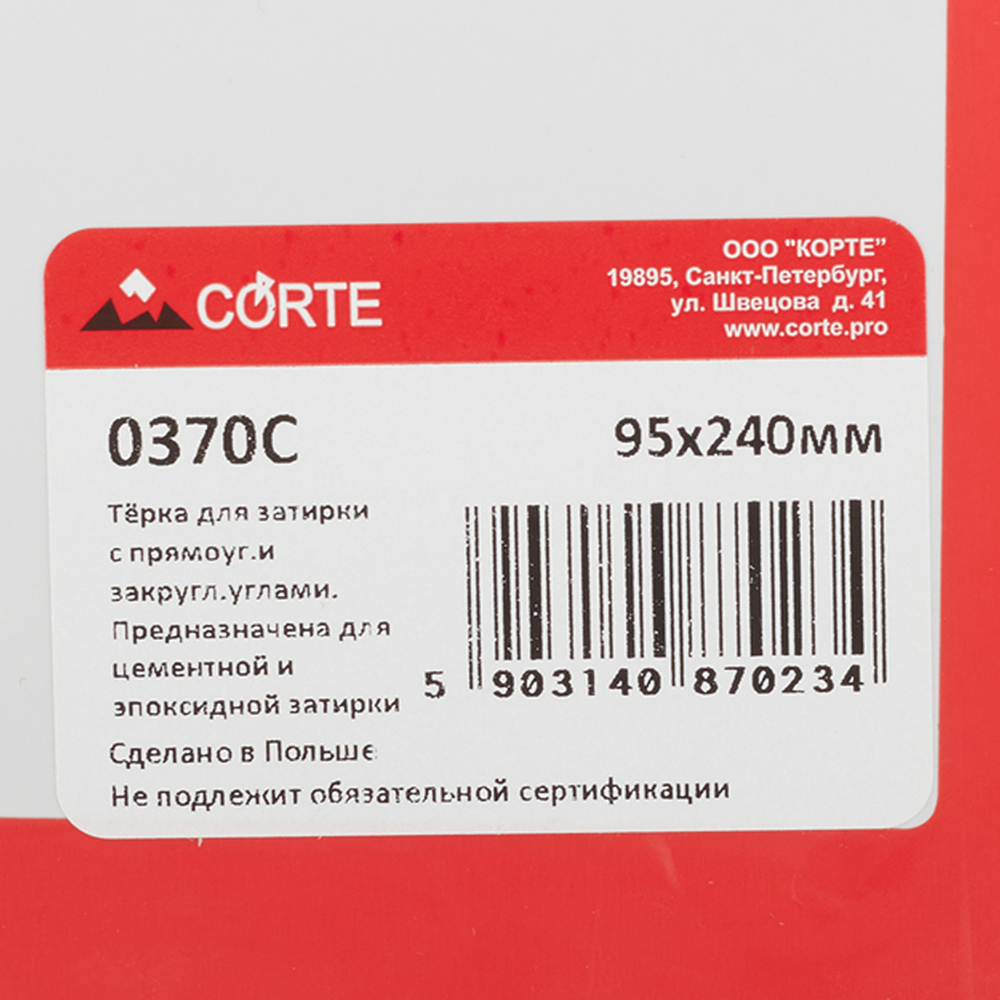 CORTE
ООО "КОРТЕ"
19895, Санкт-Петербург,
ул. Швецова д. 41
www.corte.pro
0370С
95х240мм
Тёрка для затирки
с прямоуг.и
закругл.углами.
Предназначена для
цементной и
эпоксидной затирки
5 903140 870234
Сделано в Польше
Не подлежит обязательной сертификации